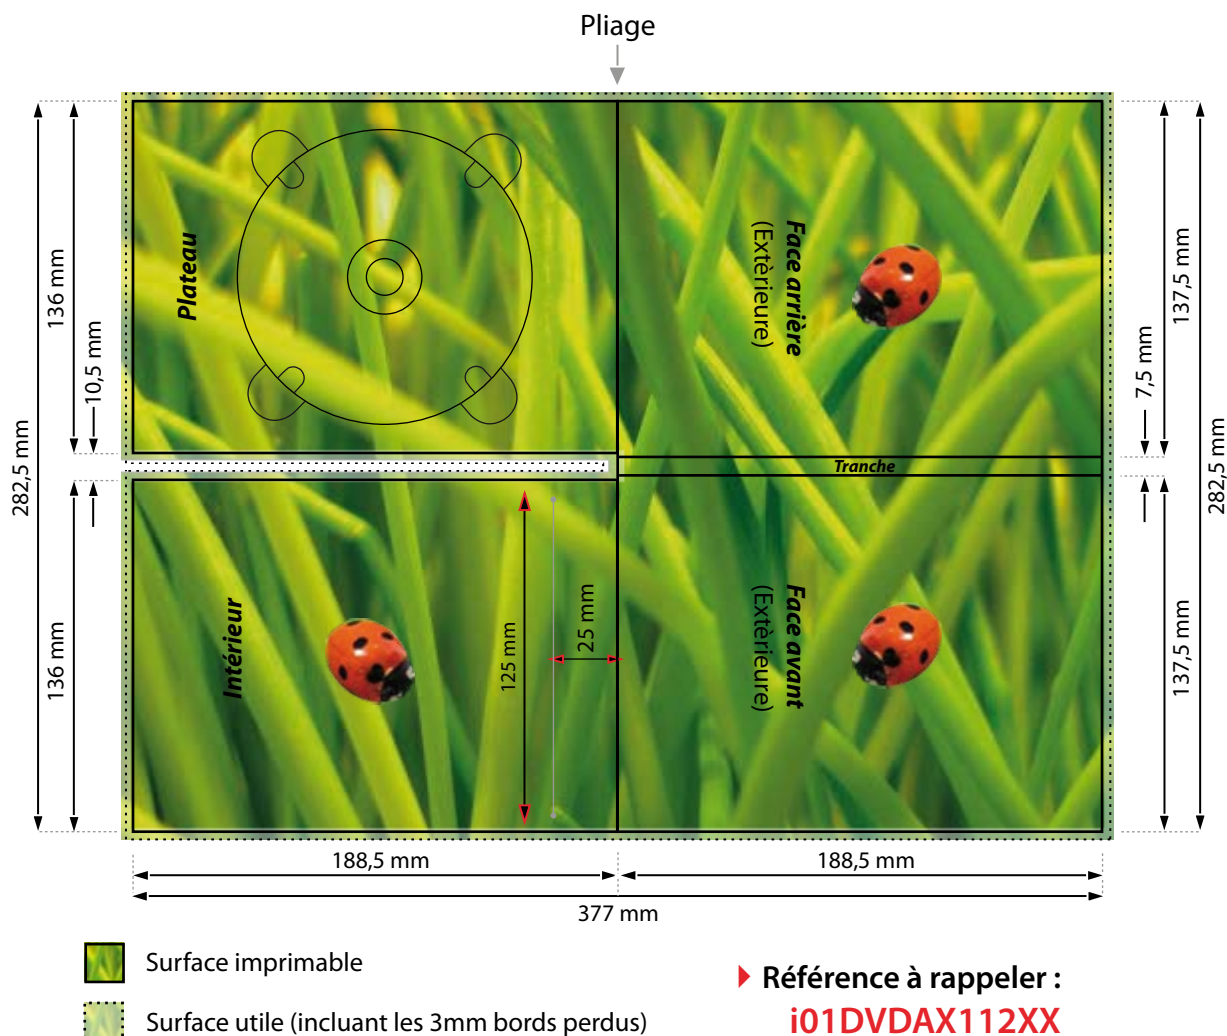 Pliage
136 mm
10,5 mm
282,5 mm
136 mm
Plateau
Face arrière
(Extèrieure)
137,5 mm
7,5 mm
282,5 mm
137,5 mm
Tranche
Intérieur
125 mm
25 mm
Face avant
(Extèrieure)
188,5 mm
188,5 mm
377 mm
Surface imprimable
Surface utile (incluant les 3mm bords perdus)
Référence à rappeler :
i01DVDAX112XX